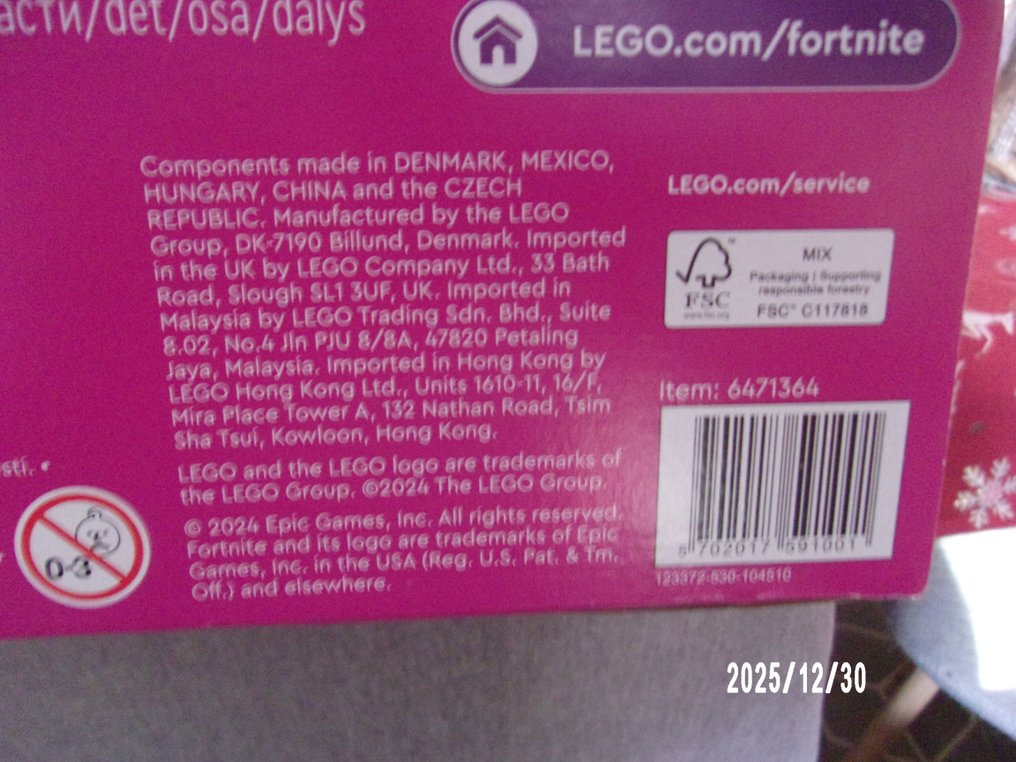 асти/det/osa/dalys
LEGO.com/fortnite
Components made in DENMARK, MEXICO,
HUNGARY, CHINA and the CZECH
REPUBLIC. Manufactured by the LEGO
Group, DK-7190 Billund, Denmark. Imported
in the UK by LEGO Company Ltd., 33 Bath
Road, Slough SL1 3UF, UK. Imported in
Malaysia by LEGO Trading Sdn. Bhd., Suite
8.02, No.4 Jln PJU 8/8A, 47820 Petaling
Jaya, Malaysia. Imported in Hong Kong by
LEGO Hong Kong Ltd., Units 1610-11, 16/F,
Mira Place Tower A, 132 Nathan Road, Tsim
Sha Tsui, Kowloon, Hong Kong.
LEGO and the LEGO logo are trademarks of
the LEGO Group. ©2024 The LEGO Group.
© 2024 Epic Games, Inc. All rights reserved.
Fortnite and its logo are trademarks of Epic
Games, Inc. in the USA (Reg. U.S. Pat. & Tm.
Off.) and elsewhere.
LEGO.com/service
FSC
www.fsc.org
MIX
Packaging | Supporting
responsible forestry
FSC™ C117818
Item: 6471364
5 702017 591001
123372-530-104510
sti.
0-3
2025/12/30